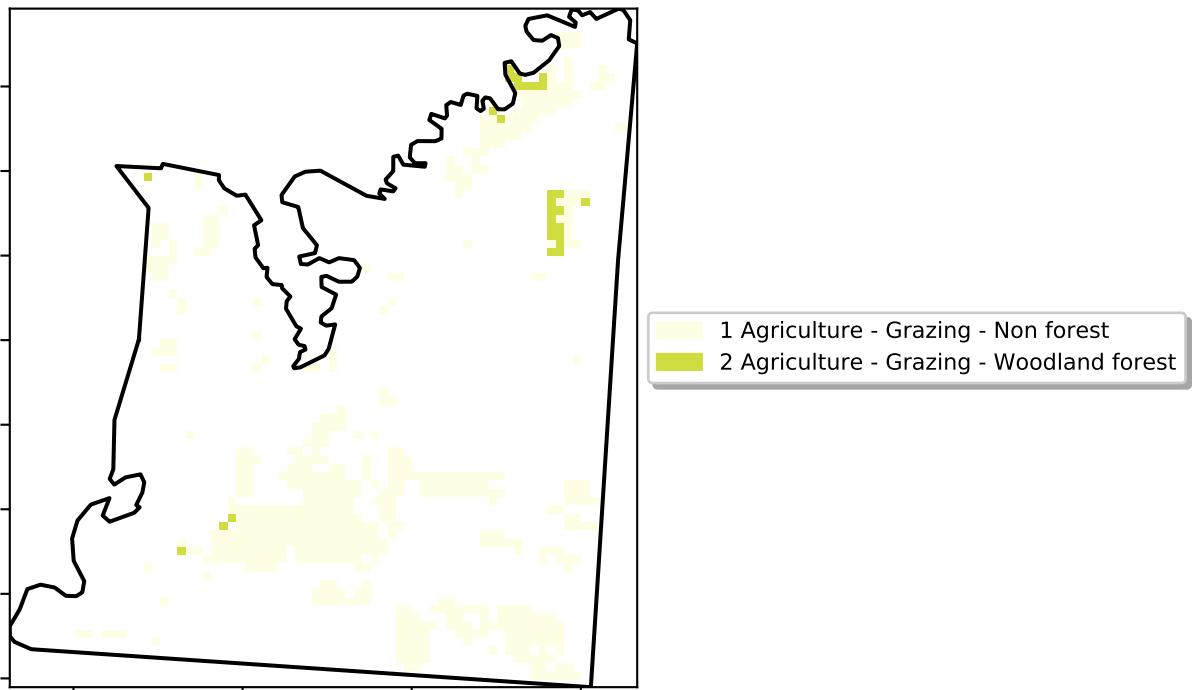 1 Agriculture - Grazing - Non forest
2 Agriculture - Grazing - Woodland forest